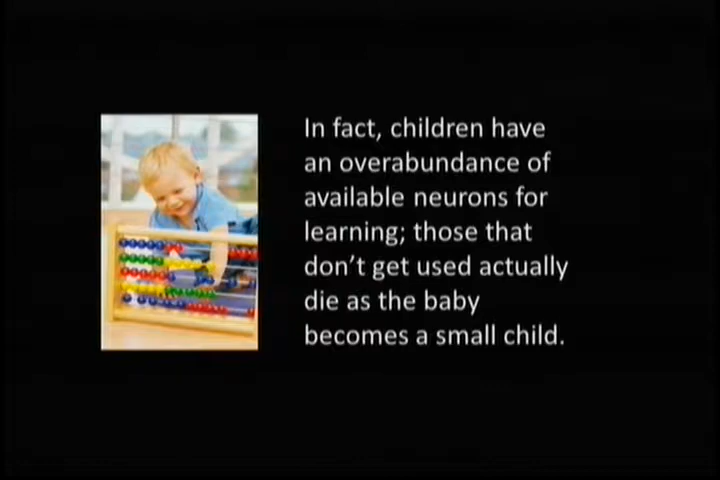 In fact, children have
an overabundance of
available neurons for
learning; those that
don’t get used actually
die as the baby
becomes a small child.